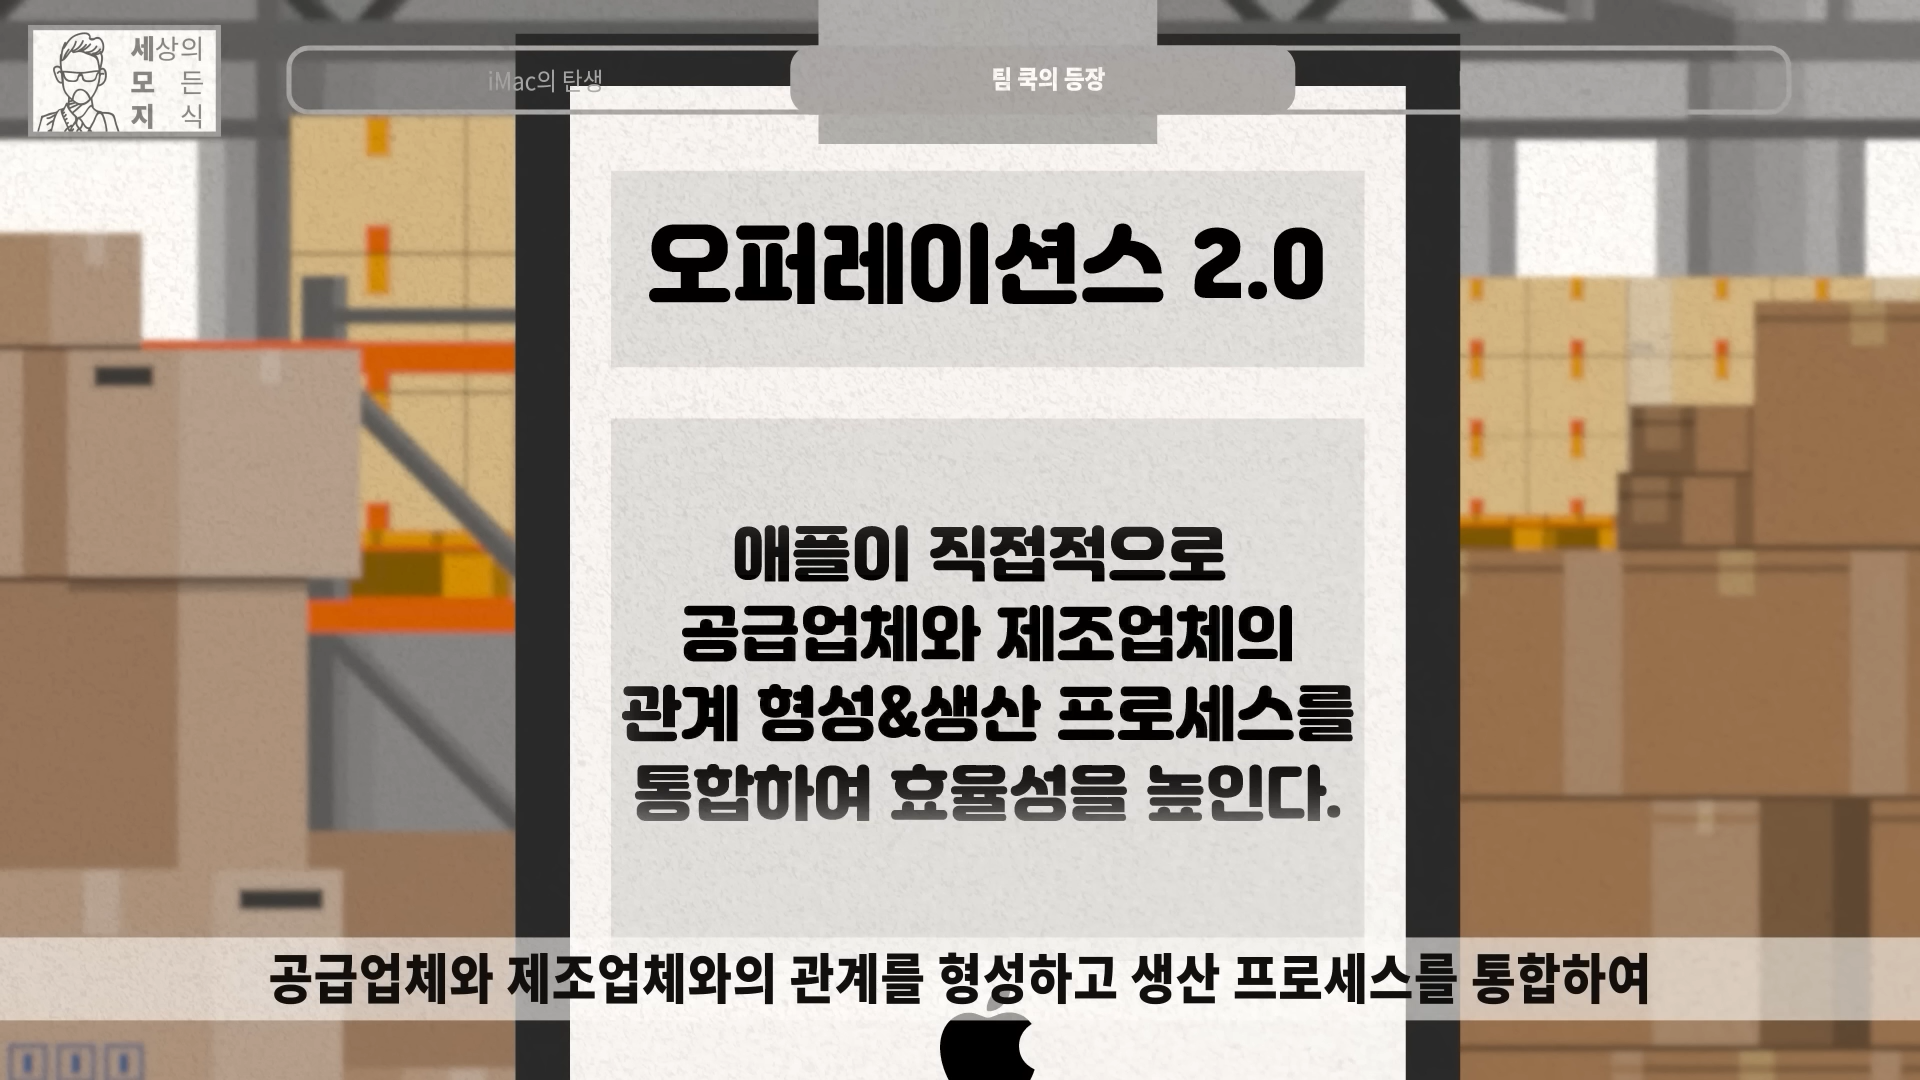 세상의
모든
지식
iMac의 탄생
팀 쿡의 등장
오퍼레이션스 2.0
애플이 직접적으로
공급업체와 제조업체의
관계 형성&생산 프로세스를
통합하여 효율성을 높인다.
공급업체와 제조업체와의 관계를 형성하고 생산 프로세스를 통합하여